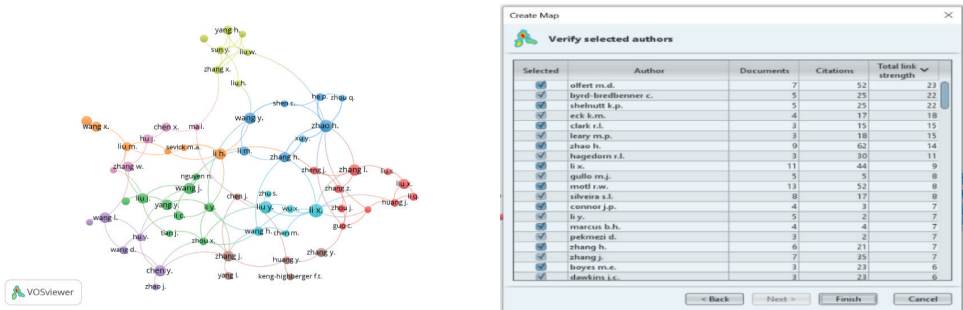 yang h.
sun y.
liu w.
zhang x.
liu h.
he p.
zhou q.
shen c.
wang y.
zhao h.
wang x.
chen x.
ma l.
hu j.
xu y.
liu m.
sevick m.a.
li h.
li m.
zhang h.
zhang w.
zheng j.
zhang l.
liu x.
nguyen n.
wang j.
zhang z.
liu x.
liu j.
yang y.
chen j.
zhu s.
li y.
liu y.
wu x.
li x.
zhou j.
huang j.
wang l.
li c.
guo c.
hu y.
tian j.
zhou x.
wang h.
chen m.
wang d.
zhang j.
huang y.
zhang y.
chen y.
yang l.
keng-highberger f.t.
zhao j.
VOSviewer
Create Map
Verify selected authors
Selected Author Documents Citations Total link strength
olfert m.d. 7 52 23
byrd-bredbenner c. 5 25 22
shelnutt k.p. 5 25 22
eck k.m. 4 17 18
clark r.l. 3 15 15
leary m.p. 3 18 15
zhao h. 9 62 14
hagedorn r.l. 3 30 11
li x. 11 44 9
gullo m.j. 5 5 8
motl r.w. 13 52 8
silveira s.l. 8 17 8
connor j.p. 4 3 7
li y. 5 2 7
marcus b.h. 4 4 7
pekmezi d. 3 2 7
zhang h. 6 21 7
zhang j. 7 35 7
boyes m.e. 3 23 6
dawkins j.c. 3 23 6
< Back Next > Finish Cancel